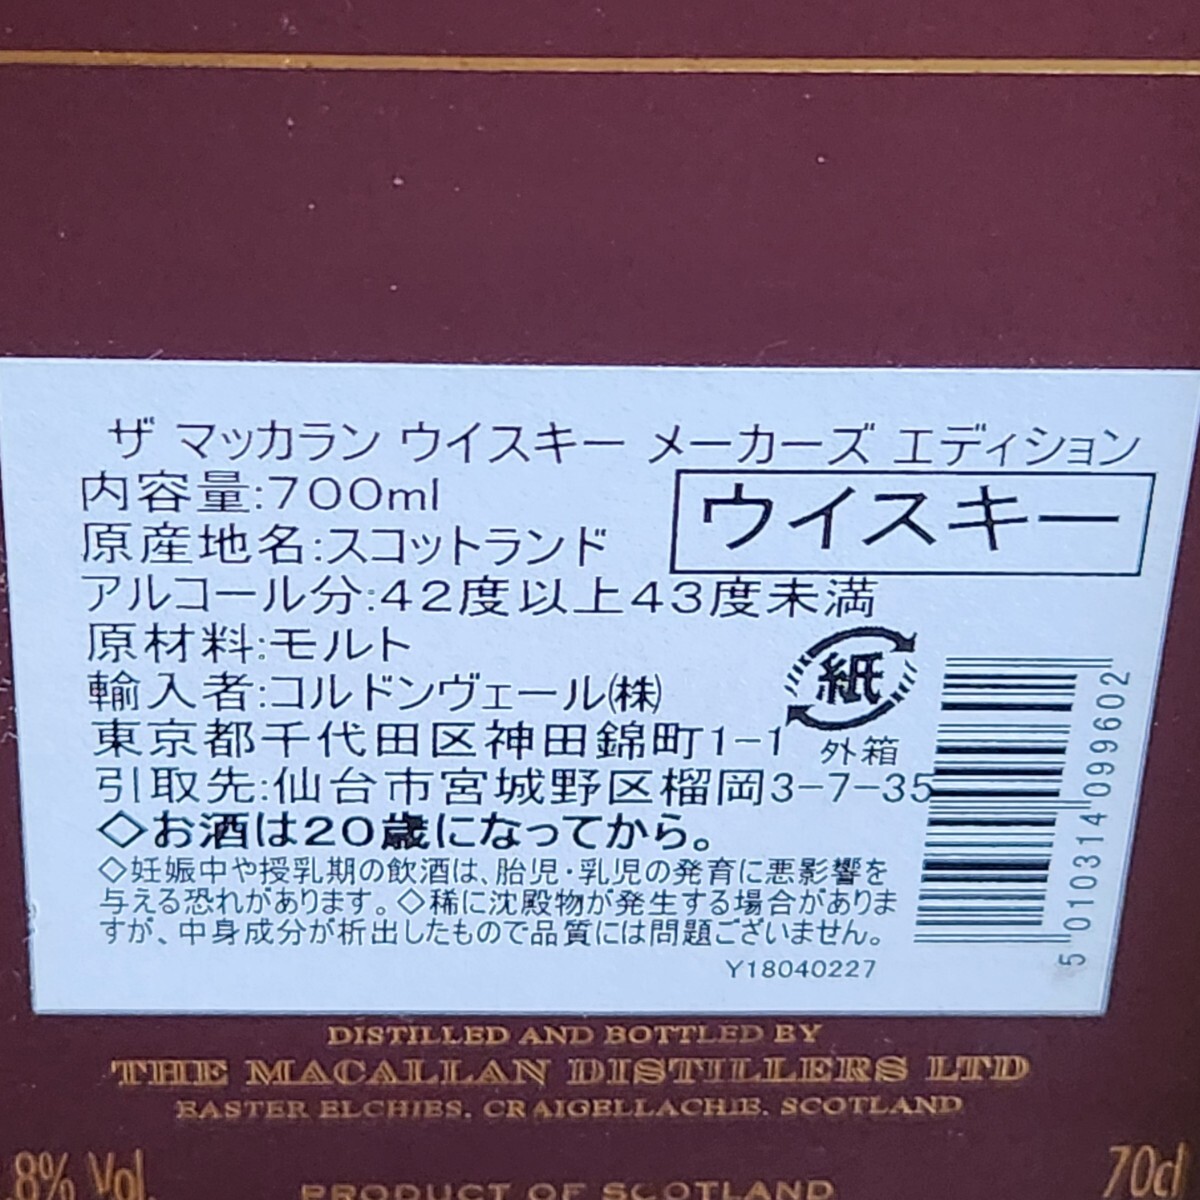 ザ マッカラン ウイスキー メーカーズ エディション
内容量:700ml
ウイスキー
原産地名:スコットランド
アルコール分:42度以上43度未満
原材料:モルト
紙
輸入者:コルドンヴェール(株)
東京都千代田区神田錦町1-1
外箱
引取先:仙台市宮城野区榴岡3-7-35
◇お酒は20歳になってから。
◇妊娠中や授乳期の飲酒は、胎児・乳児の発育に悪影響を
与える恐れがあります。◇稀に沈殿物が発生する場合がありま
すが、中身成分が析出したもので品質には問題ございません。
Y18040227
5010314099602
DISTILLED AND BOTTLED BY
THE MACALLAN DISTILLERS LTD
EASTER ELCHIES, CRAIGELLACHIE, SCOTLAND
8% Vol.
70cl
PRODUCT OF SCOTLAND